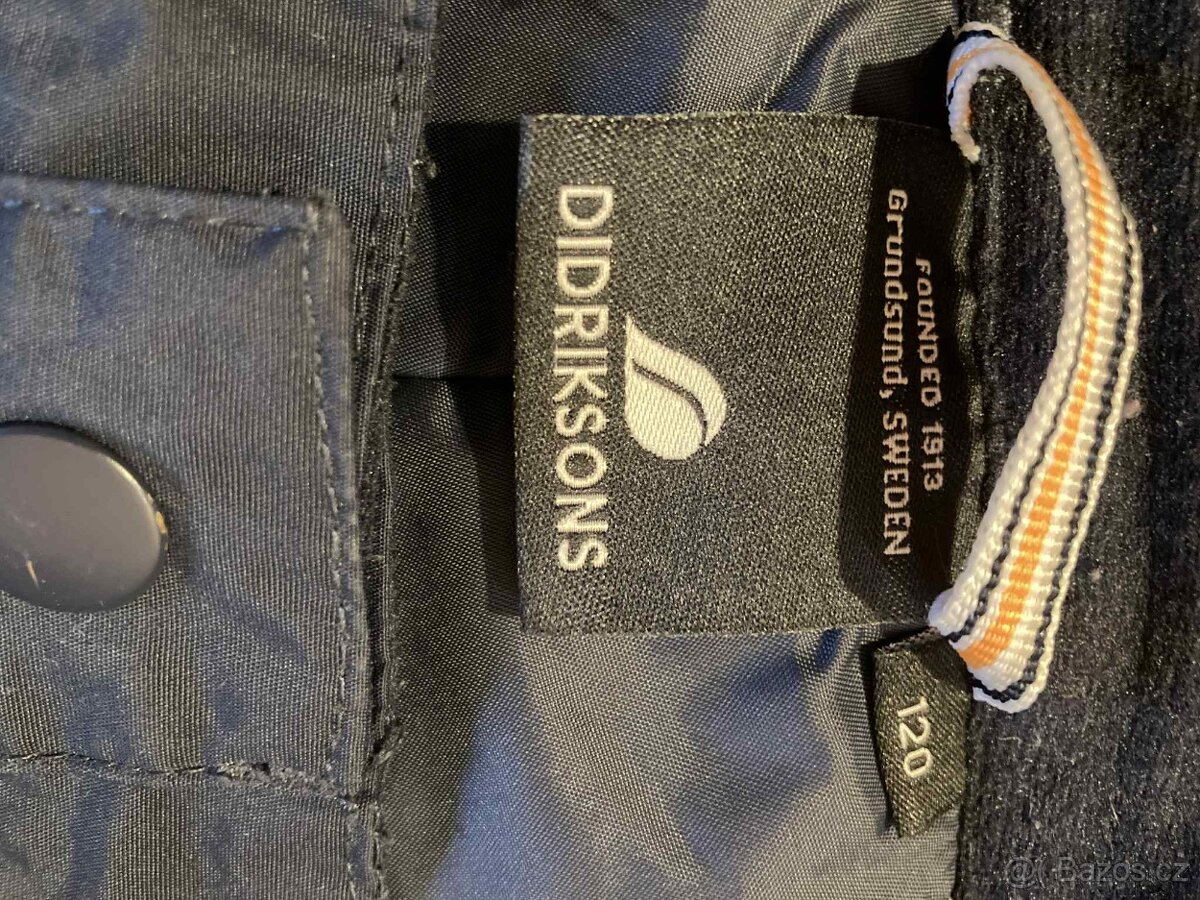 FOUNDED 1913
Grundsund, SWEDEN
DIDRIKSONS
120
@ Bazos.cz